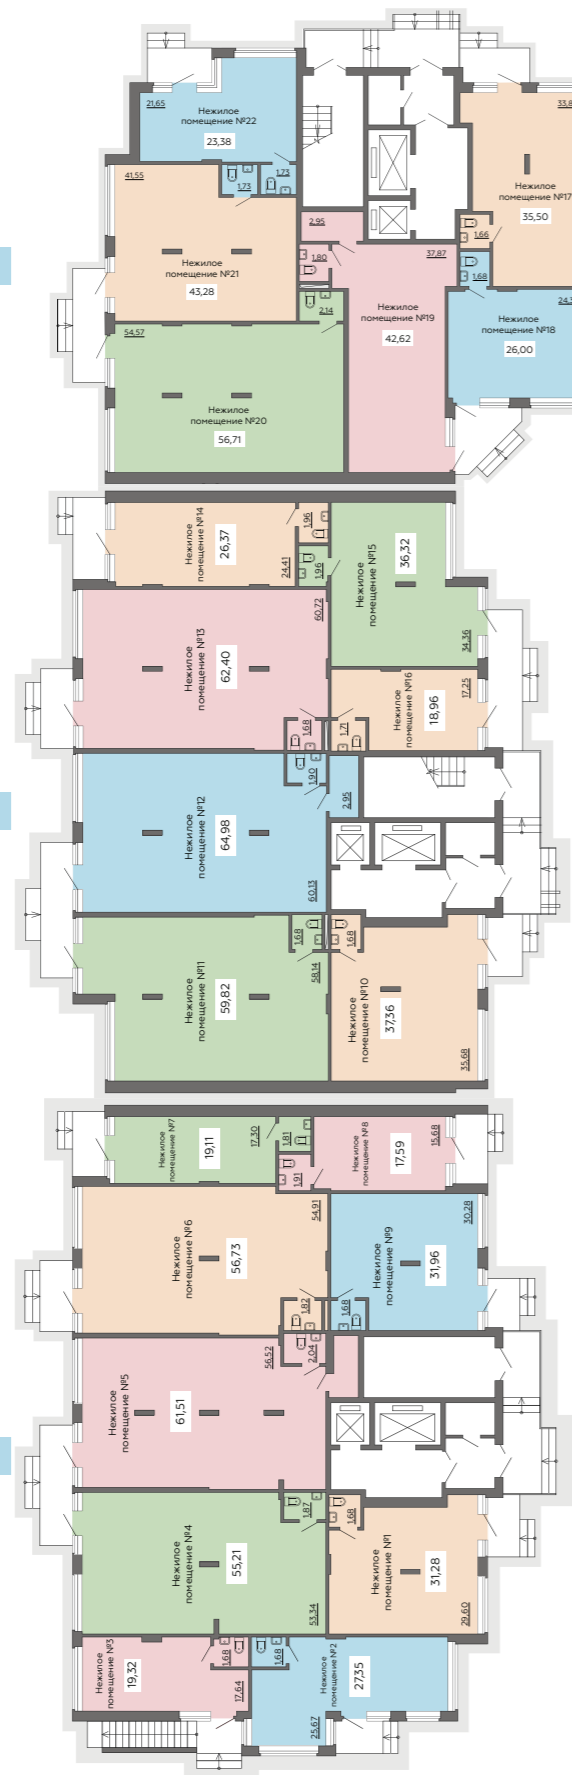 21,65
Нежилое
помещение №22
23,38
1,73
1,73
41,55
Нежилое
помещение №21
43,28
2,95
1,80
37,87
Нежилое
помещение №19
42,62
2,14
54,57
Нежилое
помещение №20
56,71
33,8
Нежилое
помещение №17
35,50
1,66
1,68
24,3
Нежилое
помещение №18
26,00
Нежилое
помещение №14
26,37
24,41
1,96
1,96
Нежилое
помещение №15
36,32
34,36
60,72
Нежилое
помещение №13
62,40
1,68
Нежилое
помещение №16
18,96
17,25
1,71
Нежилое
помещение №12
64,98
60,13
1,90
2,95
Нежилое
помещение №11
59,82
58,14
1,68
1,68
Нежилое
помещение №10
37,36
35,68
Нежилое
помещение №7
19,11
17,30
1,81
1,91
Нежилое
помещение №8
17,59
15,68
54,91
Нежилое
помещение №6
56,73
1,82
Нежилое
помещение №9
31,96
30,28
1,68
Нежилое
помещение №5
61,51
56,52
2,04
Нежилое
помещение №4
55,21
53,34
1,87
1,68
Нежилое
помещение №1
31,28
29,60
Нежилое
помещение №3
19,32
17,64
1,68
1,68
Нежилое
помещение №2
27,35
25,67